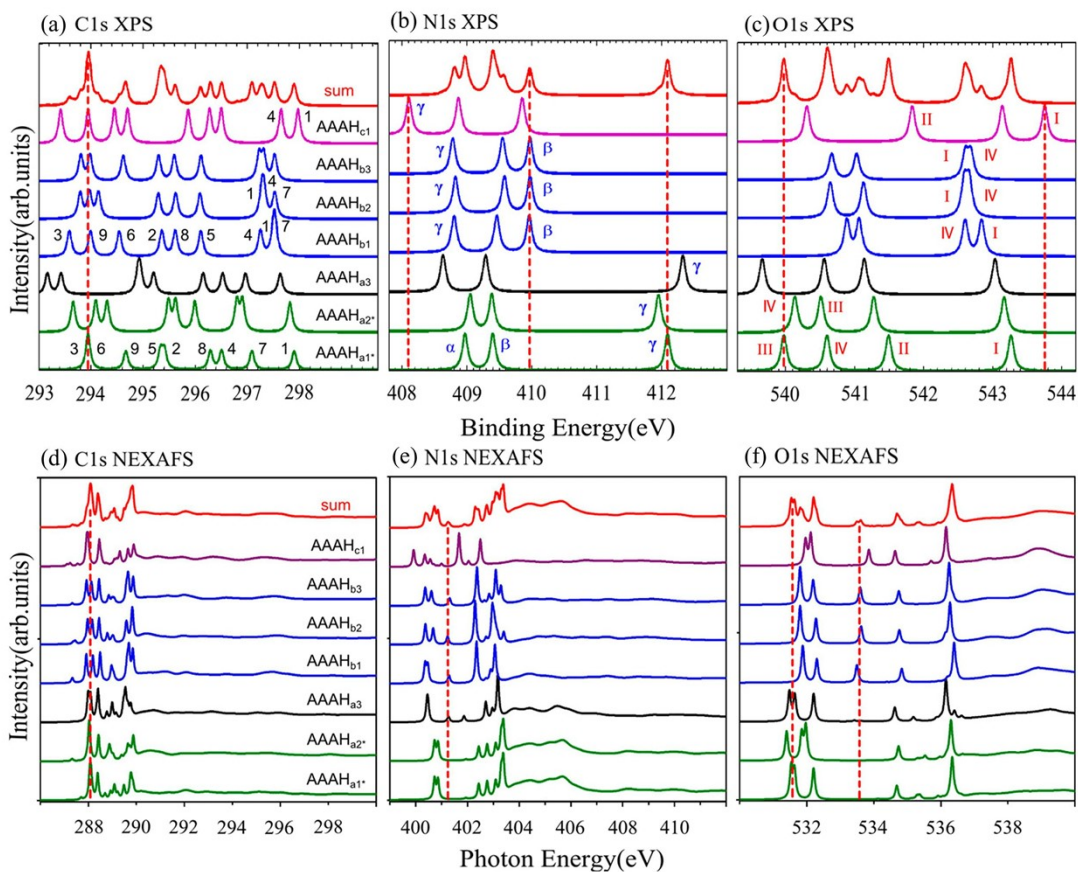 (a) C1s XPS
(b) N1s XPS
(c) O1s XPS
Intensity(arb.units)
sum
AAAHc1
4
1
γ
II
I
AAAHb3
1
4
7
γ
β
I
IV
AAAHb2
1
7
γ
β
I
IV
AAAHb1
3
9
6
2
8
5
4
γ
β
IV
I
AAAHa3
γ
IV
III
AAAHa2*
γ
AAAHa1*
3
6
9
5
2
8
4
7
1
α
β
γ
III
IV
II
I
293 294 295 296 297 298
408 409 410 411 412
540 541 542 543 544
Binding Energy(eV)
(d) C1s NEXAFS
(e) N1s NEXAFS
(f) O1s NEXAFS
Intensity(arb.units)
sum
AAAHc1
AAAHb3
AAAHb2
AAAHb1
AAAHa3
AAAHa2*
AAAHa1*
288 290 292 294 296 298
400 402 404 406 408 410
532 534 536 538
Photon Energy(eV)